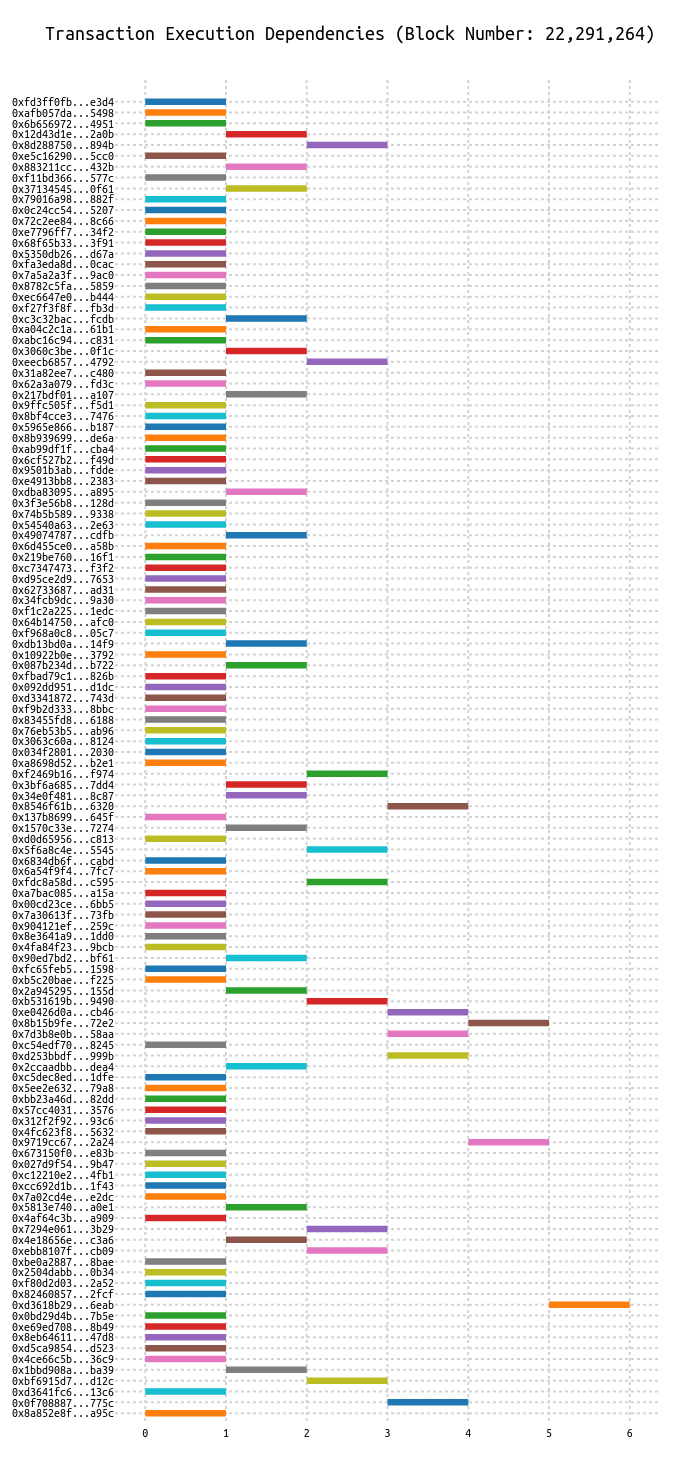 Transaction Execution Dependencies (Block Number: 22,291,264)
0xfd3ff0fb...e3d4
0xafb057da...5498
0x6b656972...4951
0x12d43d1e...2a0b
0x8d288750...894b
0xe5c16290...5cc0
0x883211cc...432b
0xf11bd366...577c
0x37134545...0f61
0x79016a98...882f
0x0c24cc54...5207
0x72c2ee84...8c66
0xe7796ff7...34f2
0x68f65b33...3f91
0x5350db26...d67a
0xfa3eda8d...0cac
0x7a5a2a3f...9ac0
0x8782c5fa...5859
0xec6647e0...b444
0xf27f3f8f...fb3d
0xc3c32bac...fcdb
0xa04c2c1a...61b1
0xabc16c94...c831
0x3060c3be...0f1c
0xeecb6857...4792
0x31a82ee7...c480
0x62a3a079...fd3c
0x217bdf01...a107
0x9ffc505f...f5d1
0x8bf4cce3...7476
0x5965e866...b187
0x8b939699...de6a
0xab99df1f...cba4
0x6cf527b2...f49d
0x9501b3ab...fdde
0xe4913bb8...2383
0xdba83095...a895
0x3f3e56b8...128d
0x74b5b589...9338
0x54540a63...2e63
0x49074787...cdfb
0x6d455ce0...a58b
0x219be760...16f1
0xc7347473...f3f2
0xd95ce2d9...7653
0x62733687...ad31
0x34fcb9dc...9a30
0xf1c2a225...1edc
0x64b14750...afc0
0xf968a0c8...05c7
0xdb13bd0a...14f9
0x10922b0e...3792
0x087b234d...b722
0xfbad79c1...826b
0x092dd951...d1dc
0xd3341872...743d
0xf9b2d333...8bbc
0x83455fd8...6188
0x76eb53b5...ab96
0x3063c60a...8124
0x034f2801...2030
0xa8698d52...b2e1
0xf2469b16...f974
0x3bf6a685...7dd4
0x34e0f481...8c87
0x8546f61b...6320
0x137b8699...645f
0x1570c33e...7274
0xd0d65956...c813
0x5f6a8c4e...5545
0x6834db6f...cabd
0x6a54f9f4...7fc7
0xfdc8a58d...c595
0xa7bac085...a15a
0x00cd23ce...6bb5
0x7a30613f...73fb
0x904121ef...259c
0x8e3641a9...1dd0
0x4fa84f23...9bcb
0x90ed7bd2...bf61
0xfc65feb5...1598
0xb5c20bae...f225
0x2a945295...155d
0xb531619b...9490
0xe0426d0a...cb46
0x8b15b9fe...72e2
0x7d3b8e0b...58aa
0xc54edf70...8245
0xd253bbdf...999b
0x2ccaadbb...dea4
0xc5dec8ed...1dfe
0x5ee2e632...79a8
0xbb23a46d...82dd
0x57cc4031...3576
0x312f2f92...93c6
0x4fc623f8...5632
0x9719cc67...2a24
0x673150f0...e83b
0x027d9f54...9b47
0xc12210e2...4fb1
0xcc692d1b...1f43
0x7a02cd4e...e2dc
0x5813e740...a0e1
0x4af64c3b...a909
0x7294e061...3b29
0x4e18656e...c3a6
0xebb8107f...cb09
0xbe0a2887...8bae
0x2504dabb...0b34
0xf80d2d03...2a52
0x82460857...2fcf
0xd3618b29...6eab
0x0bd29d4b...7b5e
0xe69ed708...8b49
0x8eb64611...47d8
0xd5ca9854...d523
0x4ce66c5b...36c9
0x1bbd908a...ba39
0xbf6915d7...d12c
0xd3641fc6...13c6
0x0f708887...775c
0x8a852e8f...a95c
0 1 2 3 4 5 6